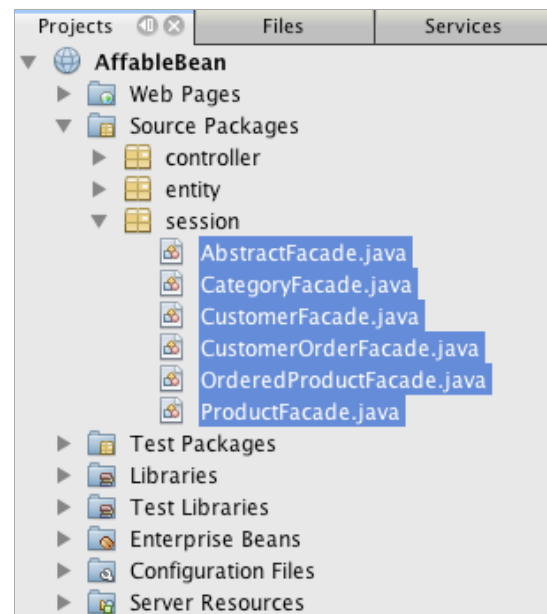 Projects Files Services
AffableBean
Web Pages
Source Packages
controller
entity
session
AbstractFacade.java
CategoryFacade.java
CustomerFacade.java
CustomerOrderFacade.java
OrderedProductFacade.java
ProductFacade.java
Test Packages
Libraries
Test Libraries
Enterprise Beans
Configuration Files
Server Resources